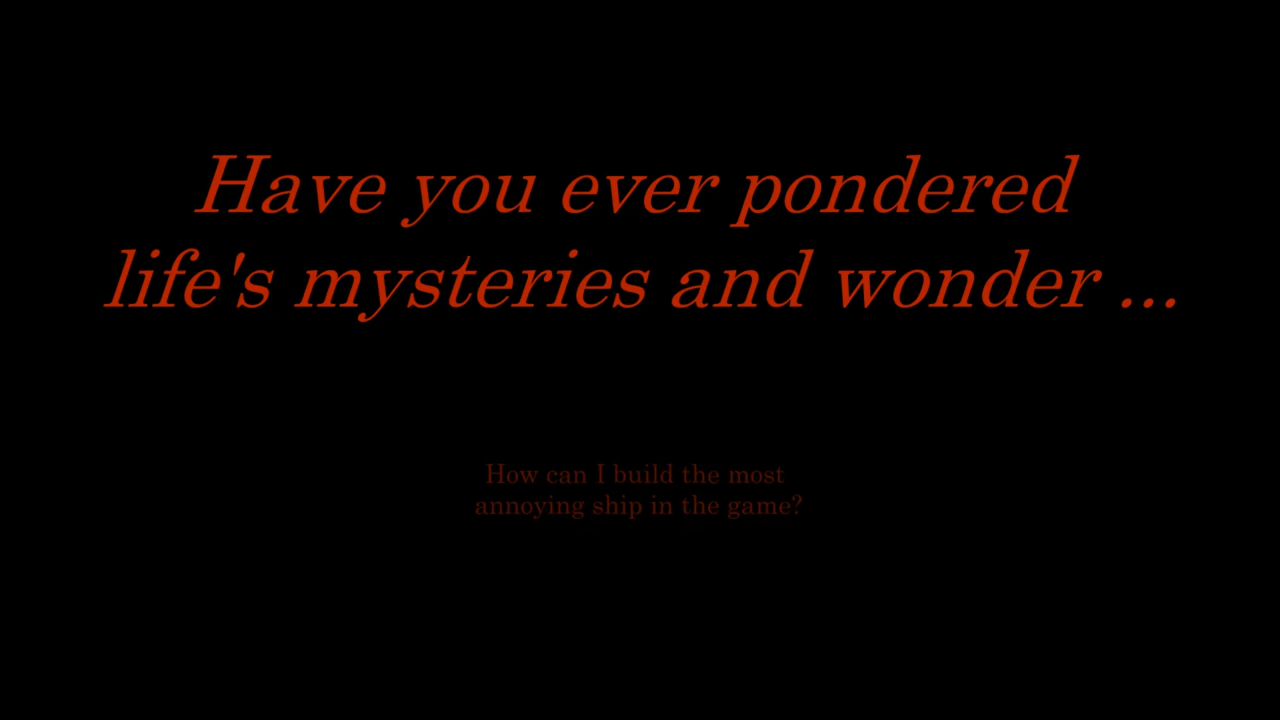 Have you ever pondered
life's mysteries and wonder ...
How can I build the most
annoying ship in the game?